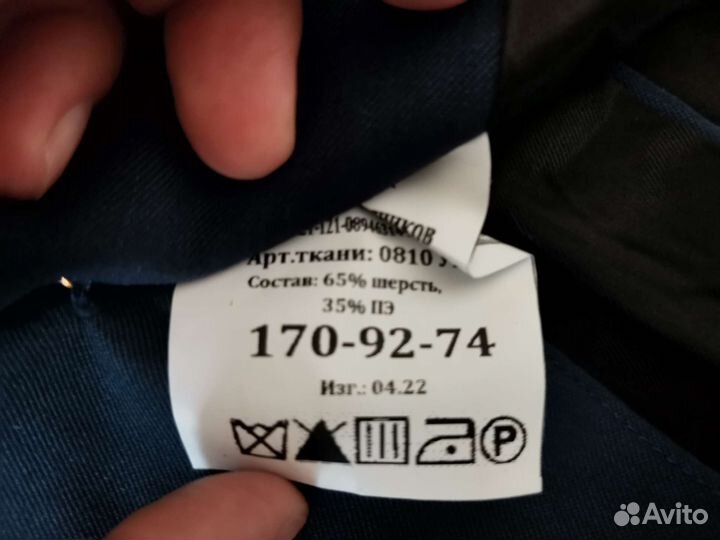 Арт.ткани: 0810
Состав: 65% шерсть,
35% ПЭ
170-92-74
Изг.: 04.22
P
Avito